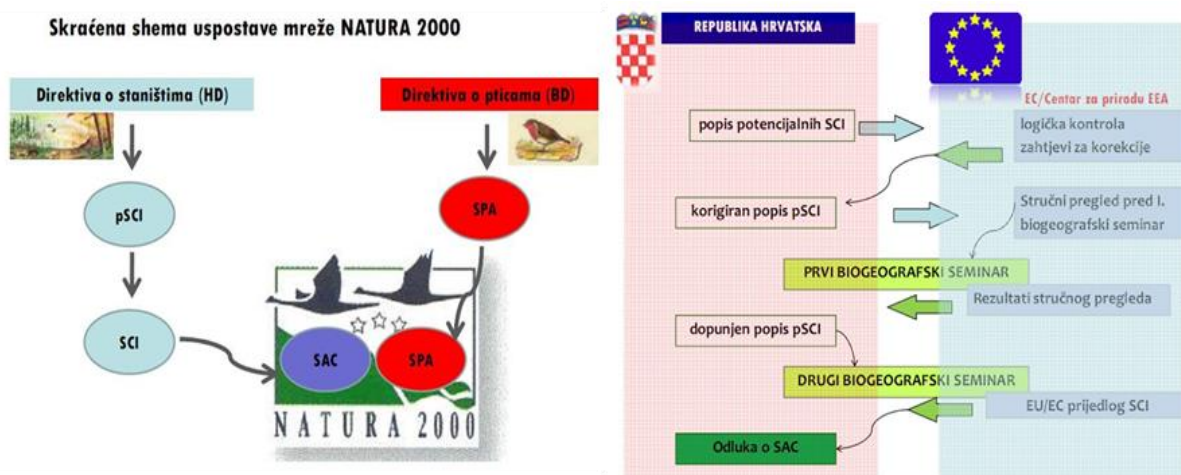 Skraćena shema uspostave mreže NATURA 2000
Direktiva o staništima (HD)
Direktiva o pticama (BD)
pSCI
SPA
SCI
SAC
SPA
NATURA 2000
REPUBLIKA HRVATSKA
EC/Centar za prirodu EEA
popis potencijalnih SCI
logička kontrola
zahtjevi za korekcije
korigiran popis pSCI
Stručni pregled pred I.
biogeografski seminar
PRVI BIOGEOGRAFSKI SEMINAR
Rezultati stručnog pregleda
dopunjen popis pSCI
DRUGI BIOGEOGRAFSKI SEMINAR
EU/EC prijedlog SCI
Odluka o SAC